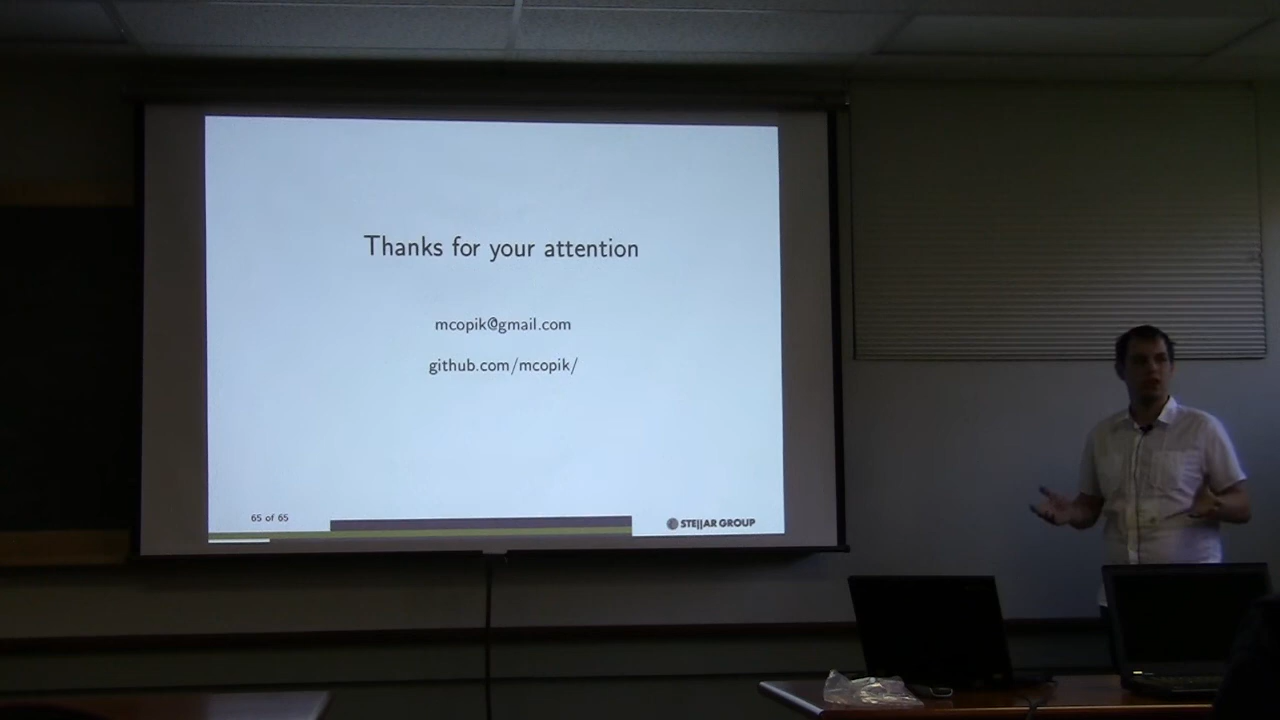 Thanks for your attention
mcopik@gmail.com
github.com/mcopik/
65 of 65
STE||AR GROUP